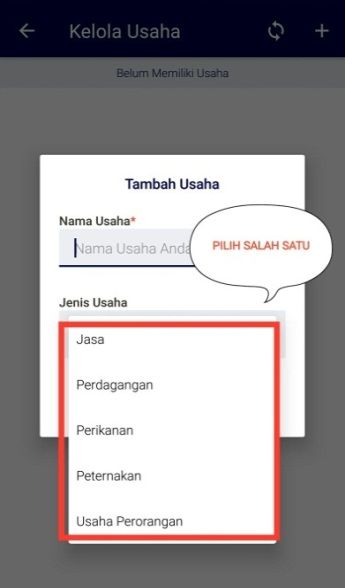 Kelola Usaha
Belum Memiliki Usaha
Tambah Usaha
Nama Usaha*
Nama Usaha Anda
PILIH SALAH SATU
Jenis Usaha
Jasa
Perdagangan
Perikanan
Peternakan
Usaha Perorangan